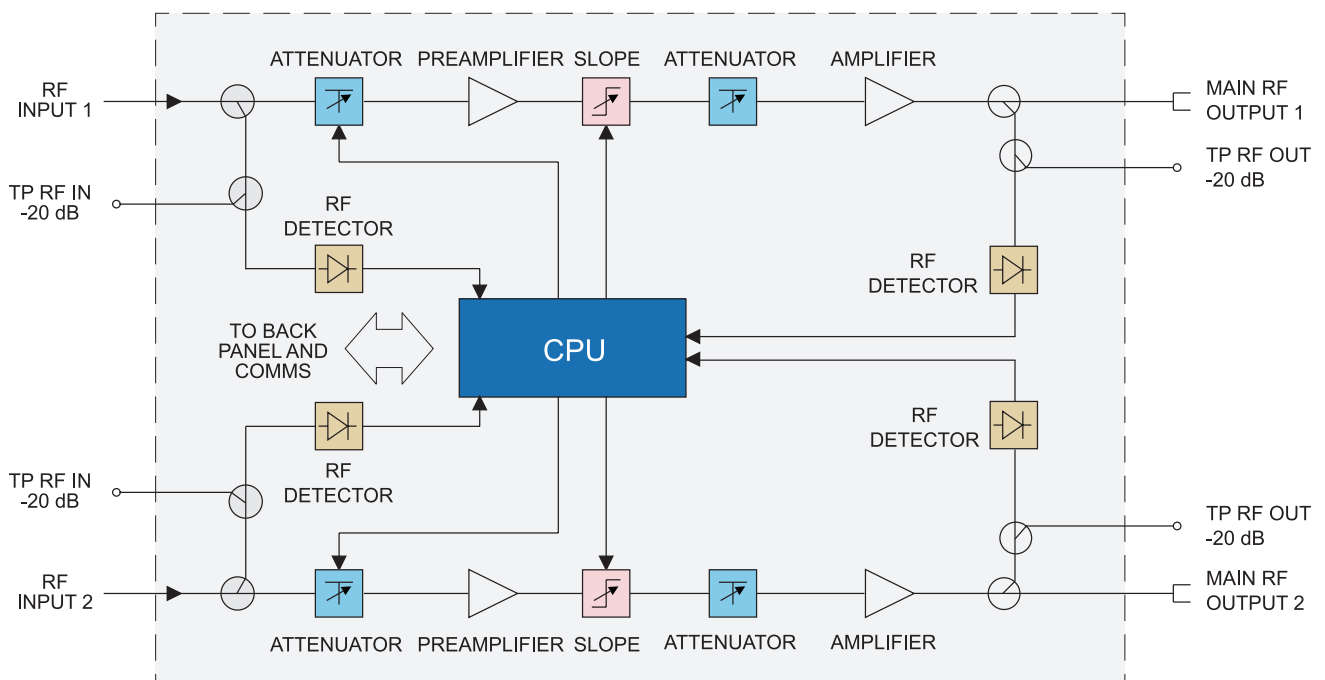 ATTENUATOR
PREAMPLIFIER
SLOPE
ATTENUATOR
AMPLIFIER
RF
INPUT 1
MAIN RF
OUTPUT 1
TP RF IN
-20 dB
TP RF OUT
-20 dB
RF
DETECTOR
RF
DETECTOR
TO BACK
PANEL AND
COMMS
CPU
RF
DETECTOR
RF
DETECTOR
TP RF IN
-20 dB
TP RF OUT
-20 dB
RF
INPUT 2
MAIN RF
OUTPUT 2
ATTENUATOR
PREAMPLIFIER
SLOPE
ATTENUATOR
AMPLIFIER